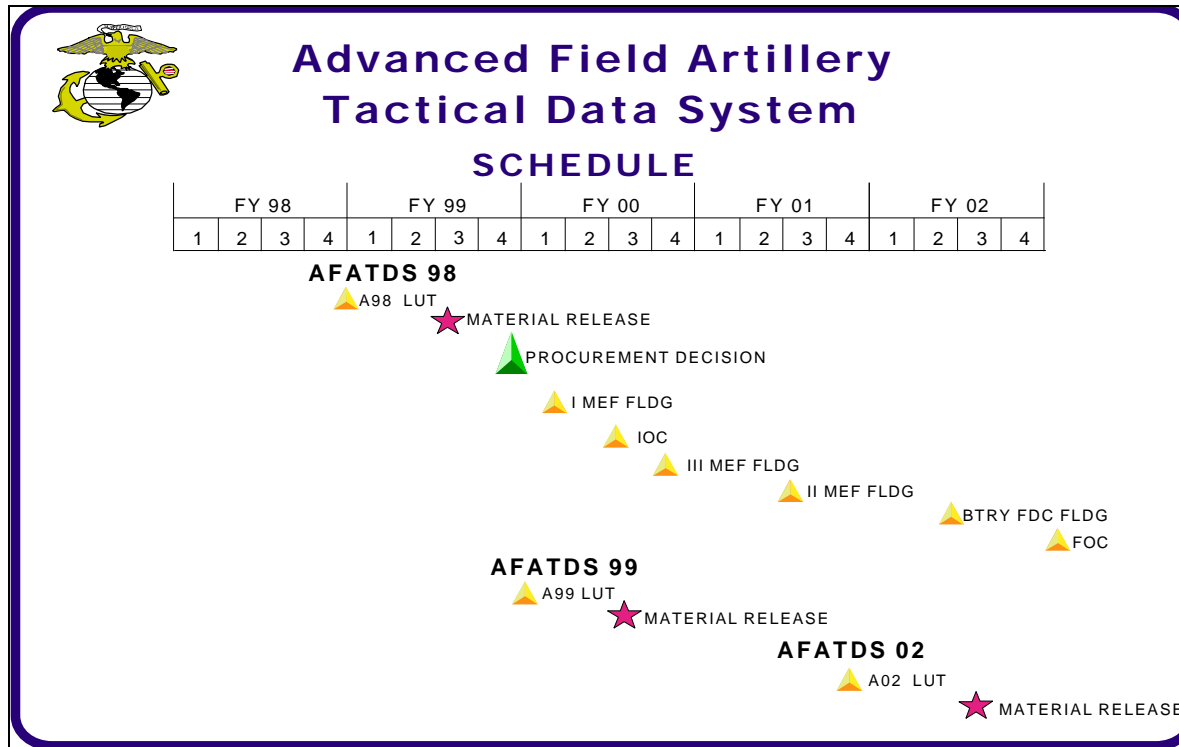 Advanced Field Artillery
Tactical Data System
SCHEDULE
FY 98 FY 99 FY 00 FY 01 FY 02
1 2 3 4 1 2 3 4 1 2 3 4 1 2 3 4 1 2 3 4
AFATDS 98
A98 LUT
MATERIAL RELEASE
PROCUREMENT DECISION
I MEF FLDG
IOC
III MEF FLDG
II MEF FLDG
BTRY FDC FLDG
FOC
AFATDS 99
A99 LUT
MATERIAL RELEASE
AFATDS 02
A02 LUT
MATERIAL RELEASE